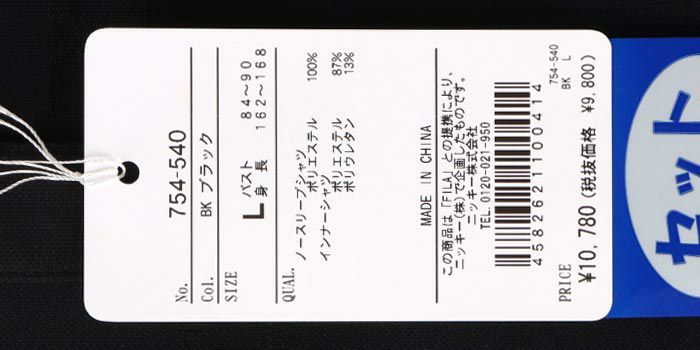 No. 754-540
Col. BK ブラック
SIZE
L バスト 84～90
身長 162～168
QUAL.
ノースリーブシャツ
ポリエステル 100%
インナーシャツ
ポリエステル 87%
ポリウレタン 13%
MADE IN CHINA
この商品は「FILA」との提携により、
ニッキー(株)で企画したものです。
ニッキー株式会社
TEL.0120-021-950
4582621100414
754-540
BK L
PRICE ¥10,780(税抜価格 ¥9,800)
セット